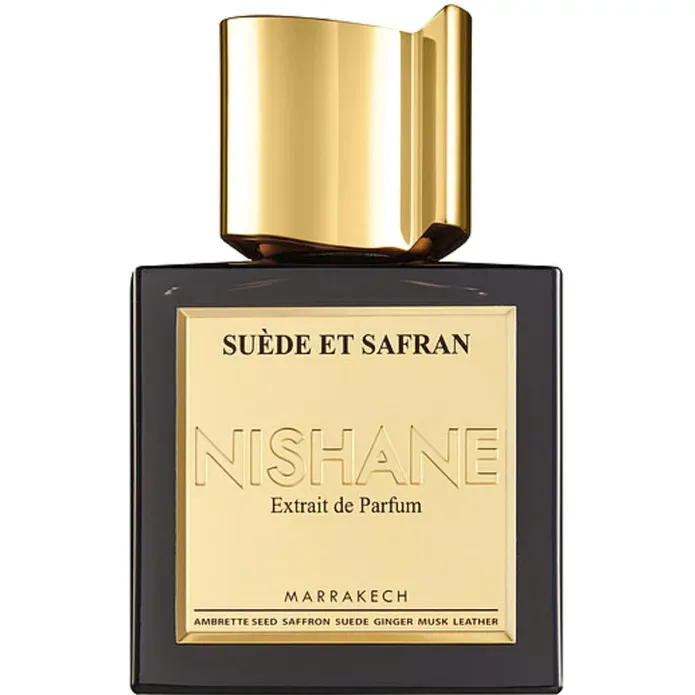 SUÈDE ET SAFRAN
NISHANE
Extrait de Parfum
MARRAKECH
AMBRETTE SEED SAFFRON SUEDE GINGER MUSK LEATHER